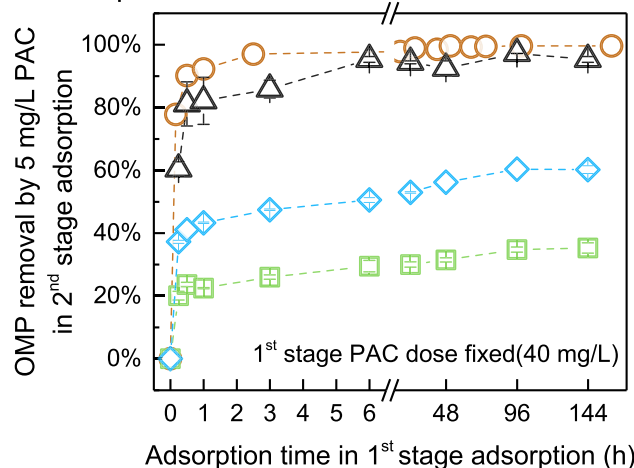 OMP removal by 5 mg/L PAC
in 2nd stage adsorption
100%
80%
60%
40%
20%
0%
1st stage PAC dose fixed(40 mg/L)
0 1 2 3 4 5 6 48 96 144
Adsorption time in 1st stage adsorption (h)